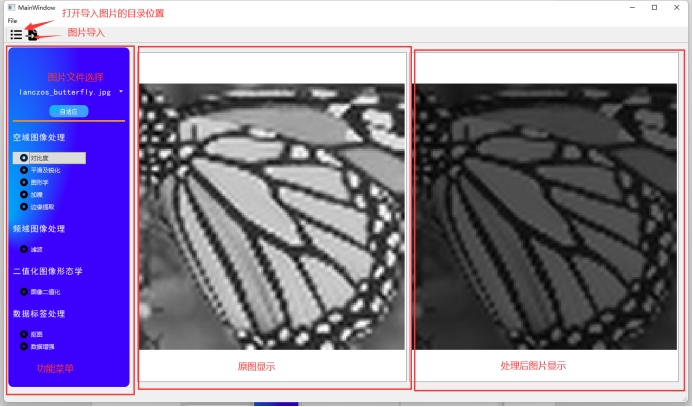 MainWindow
打开导入图片的目录位置
File
图片导入
图片文件选择
lanczos_butterfly.jpg
自适应
空域图像处理
对比度
平滑及锐化
图形学
加噪
边缘提取
频域图像处理
滤波
二值化图像形态学
图像二值化
数据标签处理
抠图
数据增强
功能菜单
原图显示
处理后图片显示